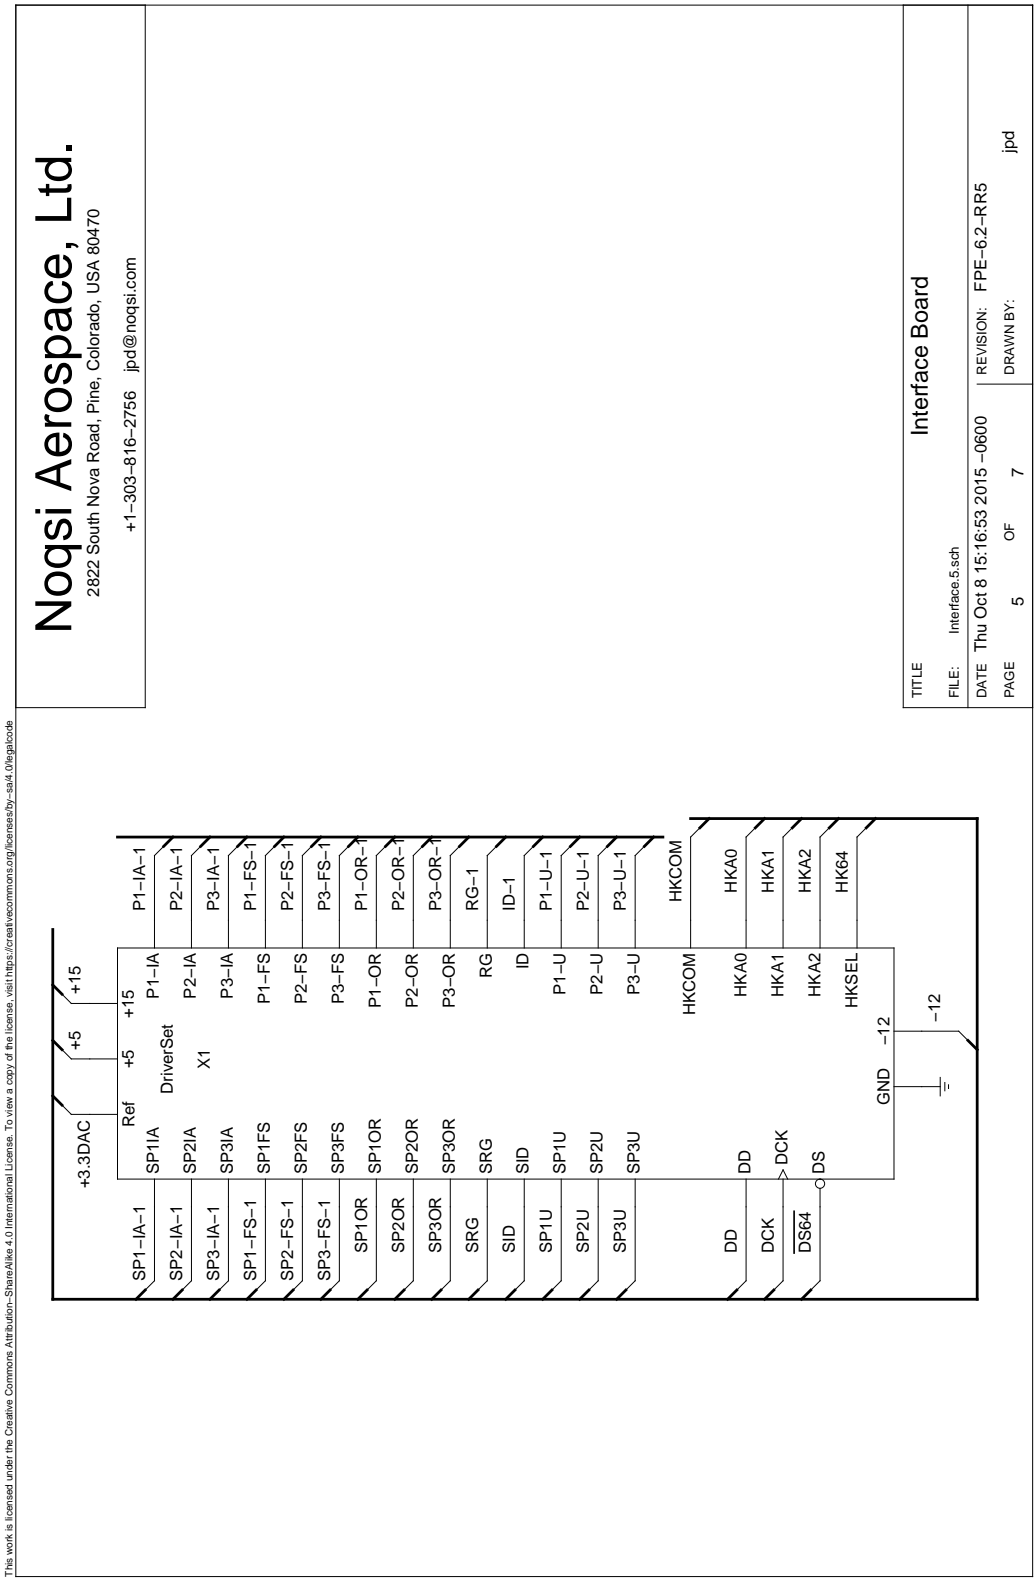 This work is licensed under the Creative Commons Attribution−ShareAlike 4.0 International License. To view a copy of the license, visit https://creativecommons.org/licenses/by−sa/4.0/legalcode
Noqsi Aerospace, Ltd.
2822 South Nova Road, Pine, Colorado, USA 80470
+1−303−816−2756 jpd@noqsi.com
+3.3DAC
+5
+15
Ref
+5
+15
DriverSet
X1
SP1−IA−1 SP1IA P1−IA P1−IA−1
SP2−IA−1 SP2IA P2−IA P2−IA−1
SP3−IA−1 SP3IA P3−IA P3−IA−1
SP1−FS−1 SP1FS P1−FS P1−FS−1
SP2−FS−1 SP2FS P2−FS P2−FS−1
SP3−FS−1 SP3FS P3−FS P3−FS−1
SP1OR SP1OR P1−OR P1−OR−1
SP2OR SP2OR P2−OR P2−OR−1
SP3OR SP3OR P3−OR P3−OR−1
SRG SRG RG RG−1
SID SID ID ID−1
SP1U SP1U P1−U P1−U−1
SP2U SP2U P2−U P2−U−1
SP3U SP3U P3−U P3−U−1
HKCOM HKCOM
DD DD HKA0 HKA0
DCK DCK HKA1 HKA1
DS64 DS HKA2 HKA2
HKSEL HK64
GND −12
−12
TITLE
Interface Board
FILE: Interface.5.sch
DATE Thu Oct 8 15:16:53 2015 −0600
REVISION: FPE−6.2−RR5
PAGE 5 OF 7
DRAWN BY: jpd